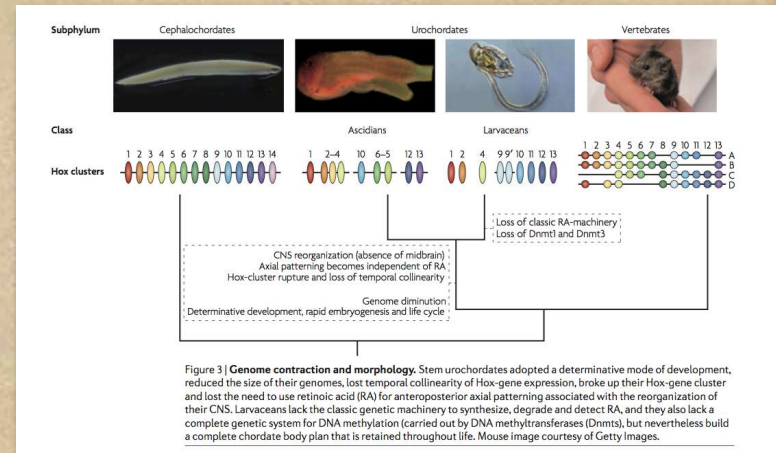 Subphylum Cephalochordates Urochordates Vertebrates
Class Ascidians Larvaceans
1 2 3 4 5 6 7 8 9 10 11 12 13 14
1 2–4 10 6–5 12 13
1 2 4 9 9′ 10 11 12 13
1 2 3 4 5 6 7 8 9 10 11 12 13
Hox clusters
A
B
C
D
Loss of classic RA-machinery
Loss of Dnmt1 and Dnmt3
CNS reorganization (absence of midbrain)
Axial patterning becomes independent of RA
Hox-cluster rupture and loss of temporal collinearity
Genome diminution
Determinative development, rapid embryogenesis and life cycle
Figure 3 | Genome contraction and morphology. Stem urochordates adopted a determinative mode of development,
reduced the size of their genomes, lost temporal collinearity of Hox-gene expression, broke up their Hox-gene cluster
and lost the need to use retinoic acid (RA) for anteroposterior axial patterning associated with the reorganization of
their CNS. Larvaceans lack the classic genetic machinery to synthesize, degrade and detect RA, and they also lack a
complete genetic system for DNA methylation (carried out by DNA methyltransferases (Dnmts), but nevertheless build
a complete chordate body plan that is retained throughout life. Mouse image courtesy of Getty Images.